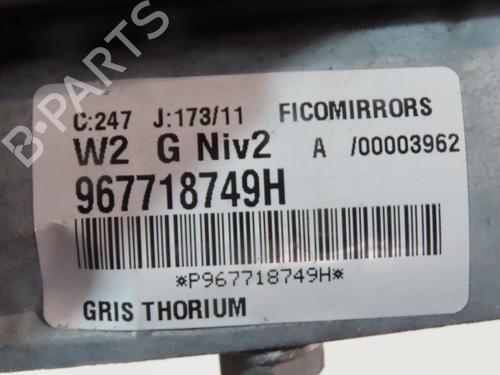 C:247 J:173/11 FICOMIRRORS
W2 G Niv2 A /00003962
967718749H
*P967718749H*
GRIS THORIUM
B-PARTS